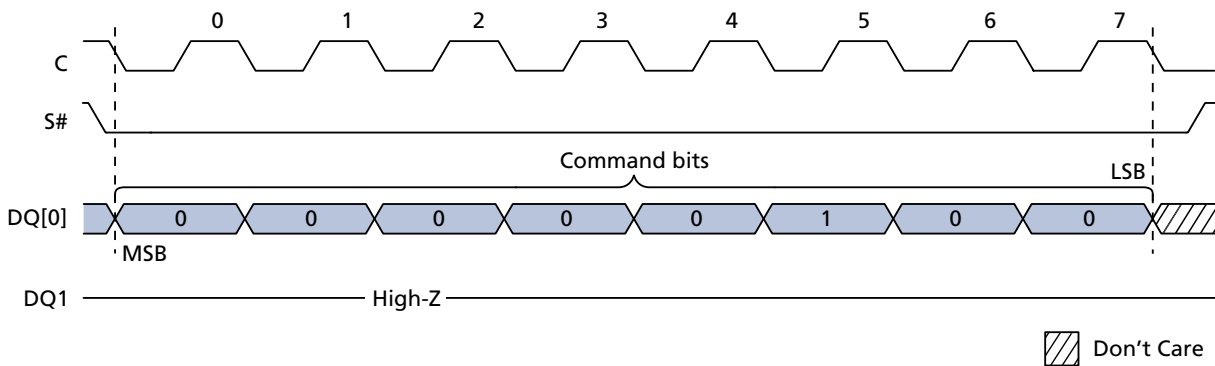 0 1 2 3 4 5 6 7
C
S#
Command bits
LSB
DQ[0] 0 0 0 0 0 1 0 0
MSB
DQ1 High-Z
Don't Care